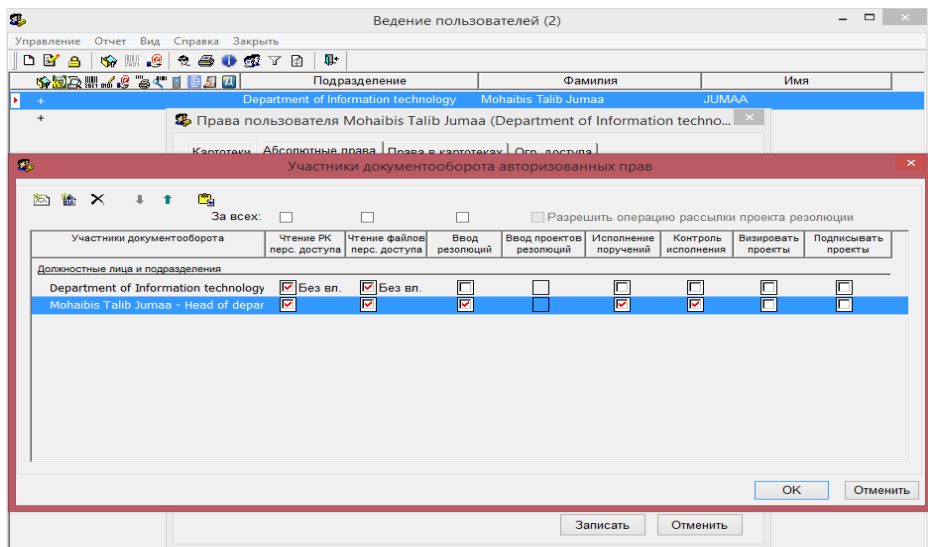 Ведение пользователей (2)
Управление Отчет Вид Справка Закрыть
Подразделение Фамилия Имя
+ Department of Information technology Mohaibis Talib Jumaa JUMAA
+
Права пользователя Mohaibis Talib Jumaa (Department of Information techno...
Картотеки Абсолютные права Права в картотеках Огр. доступа
Участники документооборота авторизованных прав
За всех: Разрешить операцию рассылки проекта резолюции
Участники документооборота Чтение РК Чтение файлов Ввод Ввод проектов Исполнение Контроль Визировать Подписывать
перс. доступа перс. доступа резолюций резолюций поручений исполнения проекты проекты
Должностные лица и подразделения
Department of Information technology Без вл. Без вл.
Mohaibis Talib Jumaa - Head of depar
OK Отменить
Записать Отменить